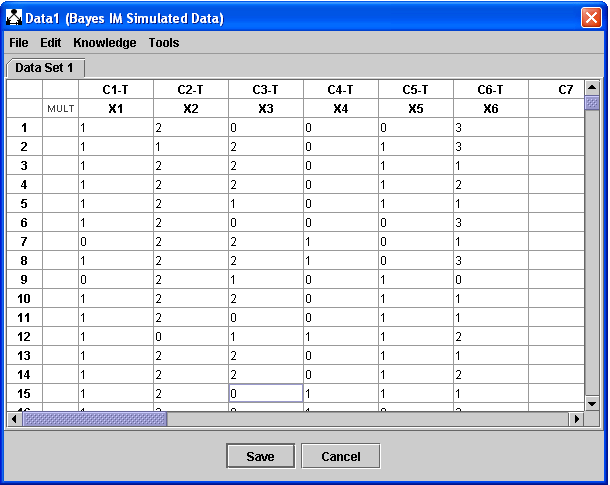 Data1 (Bayes IM Simulated Data)
File Edit Knowledge Tools
Data Set 1
C1-T C2-T C3-T C4-T C5-T C6-T C7
MULT X1 X2 X3 X4 X5 X6
1 1 2 0 0 0 3
2 1 1 2 0 1 3
3 1 2 2 0 1 1
4 1 2 2 0 1 2
5 1 2 1 0 1 1
6 1 2 0 0 0 3
7 0 2 2 1 0 1
8 1 2 2 1 0 3
9 0 2 1 0 1 0
10 1 2 2 0 1 1
11 1 2 0 0 1 1
12 1 0 1 1 1 2
13 1 2 2 0 1 1
14 1 2 2 0 1 2
15 1 2 0 1 1 1
Save Cancel